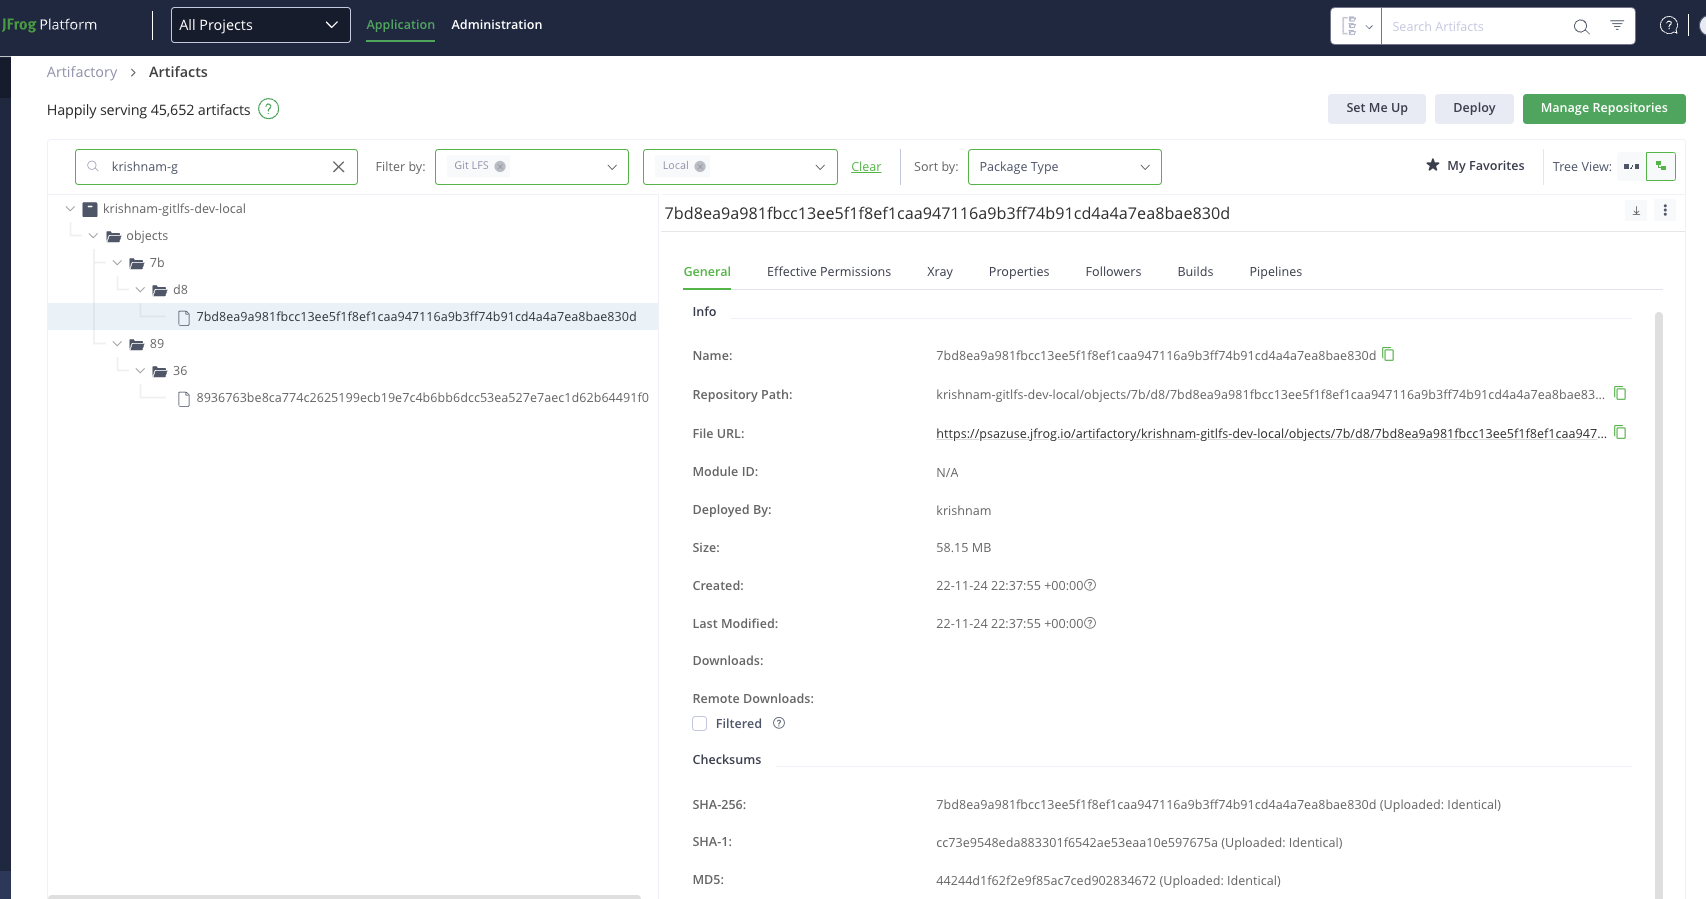 JFrog Platform
All Projects
Application
Administration
Search Artifacts
Artifactory > Artifacts
Happily serving 45,652 artifacts
Set Me Up
Deploy
Manage Repositories
krishnam-g
Filter by:
Git LFS
Local
Clear
Sort by:
Package Type
My Favorites
Tree View:
krishnam-gitlfs-dev-local
objects
7b
d8
7bd8ea9a981fbcc13ee5f1f8ef1caa947116a9b3ff74b91cd4a4a7ea8bae830d
89
36
8936763be8ca774c2625199ecb19e7c4b6bb6dcc53ea527e7aec1d62b64491f0
7bd8ea9a981fbcc13ee5f1f8ef1caa947116a9b3ff74b91cd4a4a7ea8bae830d
General
Effective Permissions
Xray
Properties
Followers
Builds
Pipelines
Info
Name: 7bd8ea9a981fbcc13ee5f1f8ef1caa947116a9b3ff74b91cd4a4a7ea8bae830d
Repository Path: krishnam-gitlfs-dev-local/objects/7b/d8/7bd8ea9a981fbcc13ee5f1f8ef1caa947116a9b3ff74b91cd4a4a7ea8bae83...
File URL: https://psazuse.jfrog.io/artifactory/krishnam-gitlfs-dev-local/objects/7b/d8/7bd8ea9a981fbcc13ee5f1f8ef1caa947...
Module ID: N/A
Deployed By: krishnam
Size: 58.15 MB
Created: 22-11-24 22:37:55 +00:00
Last Modified: 22-11-24 22:37:55 +00:00
Downloads:
Remote Downloads:
Filtered
Checksums
SHA-256: 7bd8ea9a981fbcc13ee5f1f8ef1caa947116a9b3ff74b91cd4a4a7ea8bae830d (Uploaded: Identical)
SHA-1: cc73e9548eda883301f6542ae53eaa10e597675a (Uploaded: Identical)
MD5: 44244d1f62f2e9f85ac7ced902834672 (Uploaded: Identical)